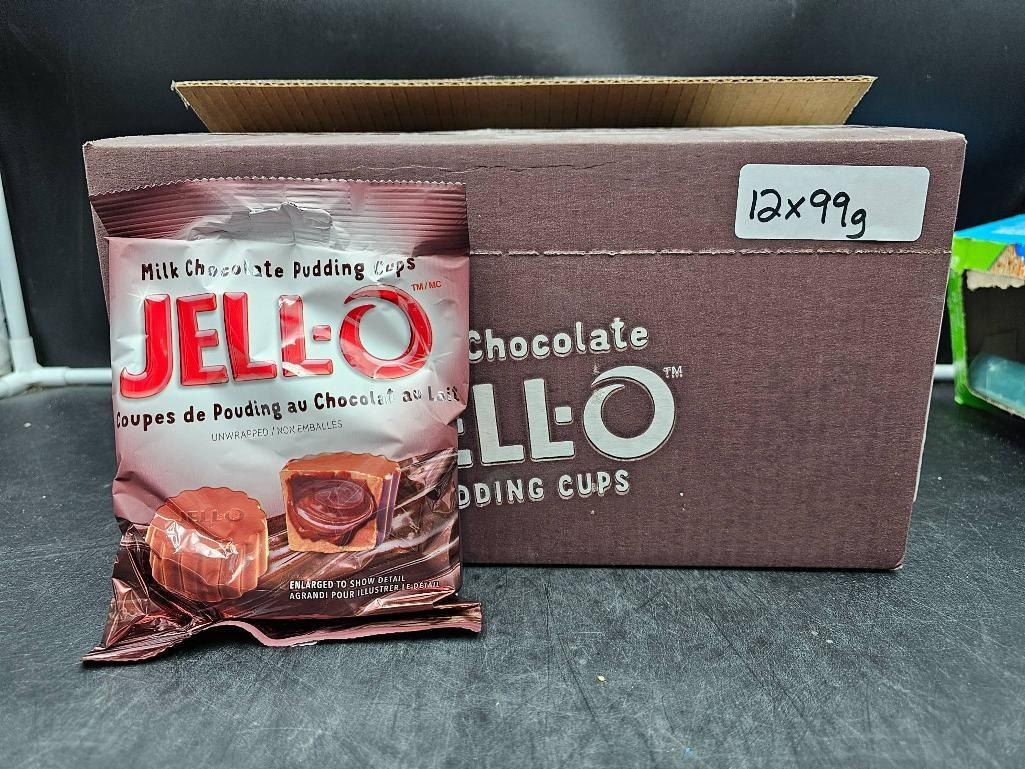 Milk Chocolate Pudding Cups
JELL-O
TM/MC
Coupes de Pouding au Chocolat au Lait
UNWRAPPED / NON EMBALLES
JELL-O
ENLARGED TO SHOW DETAIL
AGRANDI POUR ILLUSTRER LE DÉTAIL
12x99g
Chocolate
ELL-O
TM
DDING CUPS